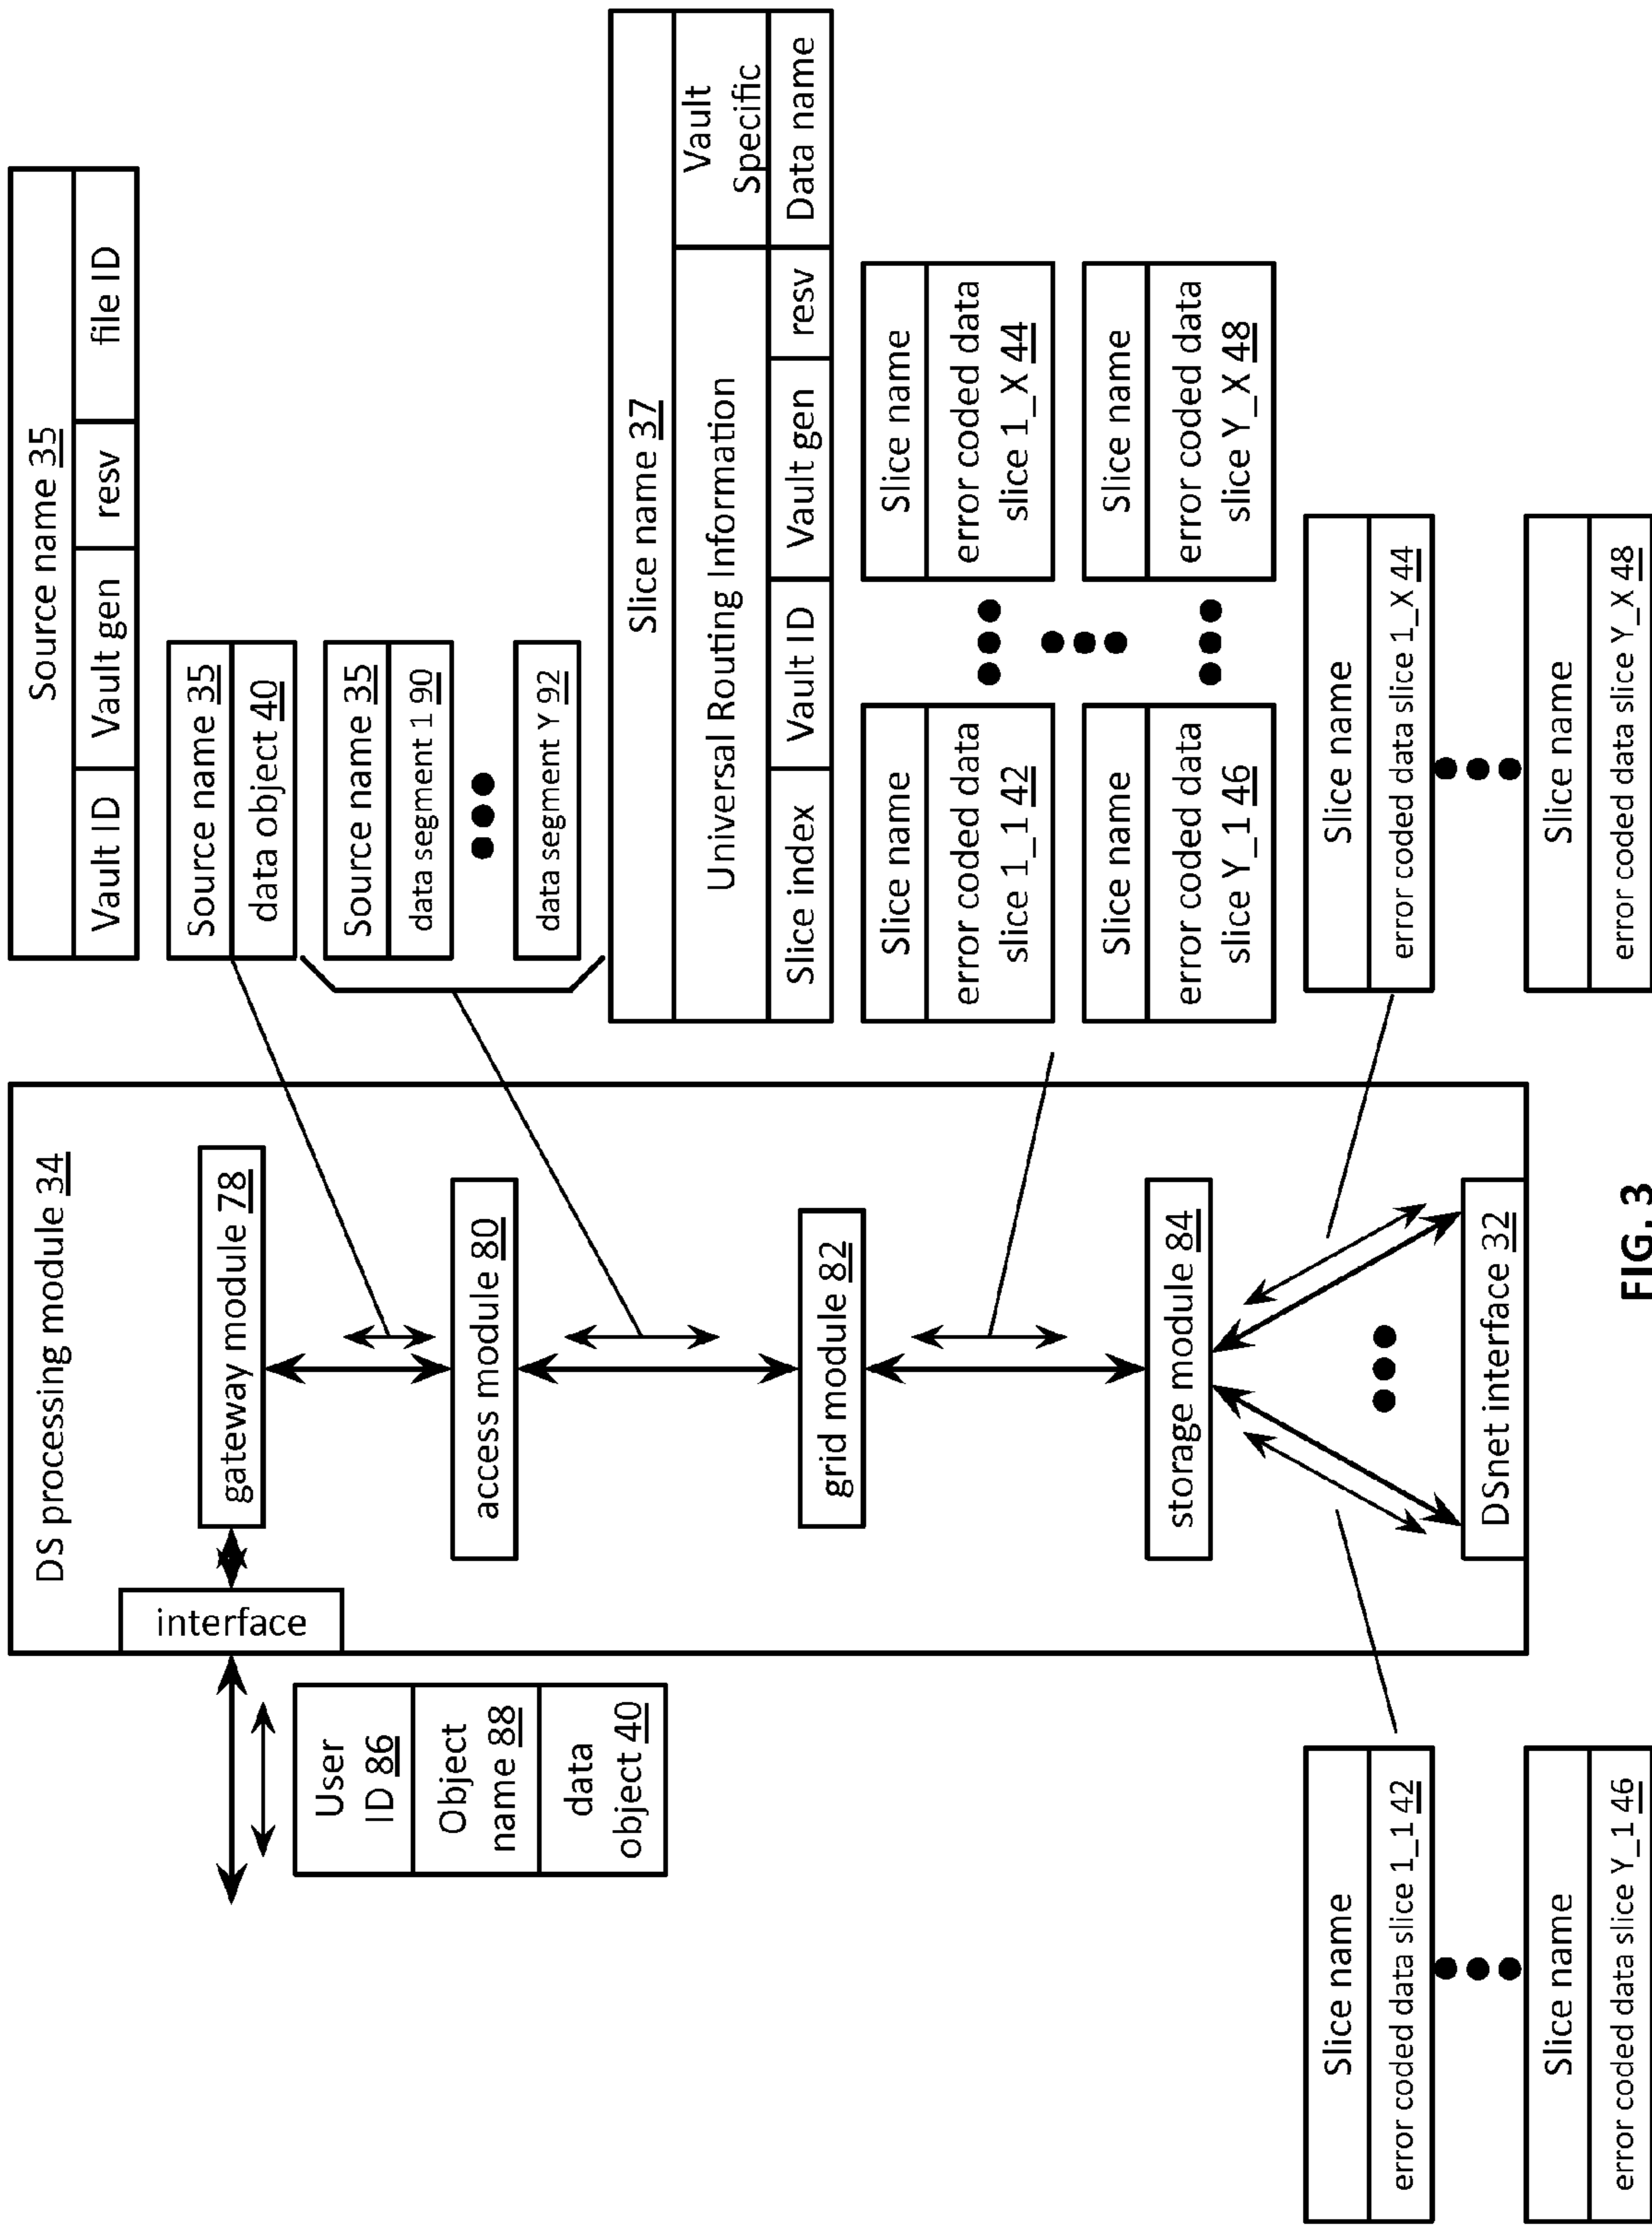 DS processing module 34
interface
gateway module 78
access module 80
grid module 82
storage module 84
DSnet interface 32
User
ID 86
Object
name 88
data
object 40
Source name 35
Vault ID
Vault gen
resv
file ID
Source name 35
data object 40
Source name 35
data segment 1 90
data segment Y 92
Slice name 37
Universal Routing Information
Vault
Specific
Slice index
Vault ID
Vault gen
resv
Data name
Slice name
error coded data
slice 1_1 42
Slice name
error coded data
slice 1_X 44
Slice name
error coded data
slice Y_1 46
Slice name
error coded data
slice Y_X 48
Slice name
error coded data slice 1_1 42
Slice name
error coded data slice Y_1 46
Slice name
error coded data slice 1_X 44
Slice name
error coded data slice Y_X 48
FIG. 3